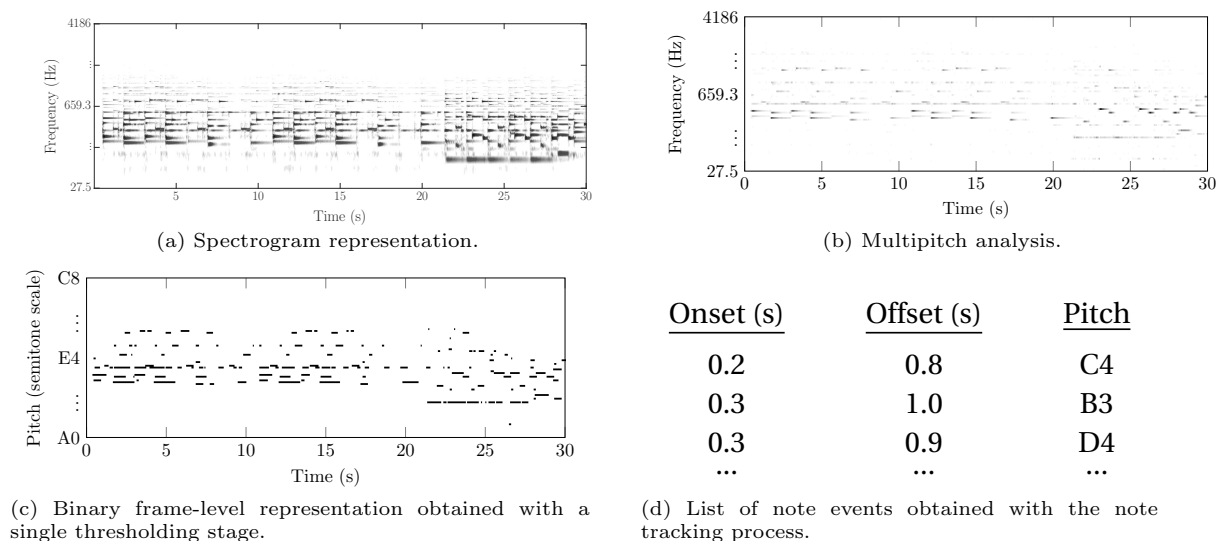 4186
⋮
659.3
⋮
27.5
Frequency (Hz)
5 10 15 20 25 30
Time (s)
(a) Spectrogram representation.
4186
⋮
659.3
⋮
27.5
Frequency (Hz)
0 5 10 15 20 25 30
Time (s)
(b) Multipitch analysis.
C8
⋮
E4
⋮
A0
Pitch (semitone scale)
0 5 10 15 20 25 30
Time (s)
(c) Binary frame-level representation obtained with a
single thresholding stage.
Onset (s) Offset (s) Pitch
0.2 0.8 C4
0.3 1.0 B3
0.3 0.9 D4
... ... ...
(d) List of note events obtained with the note
tracking process.